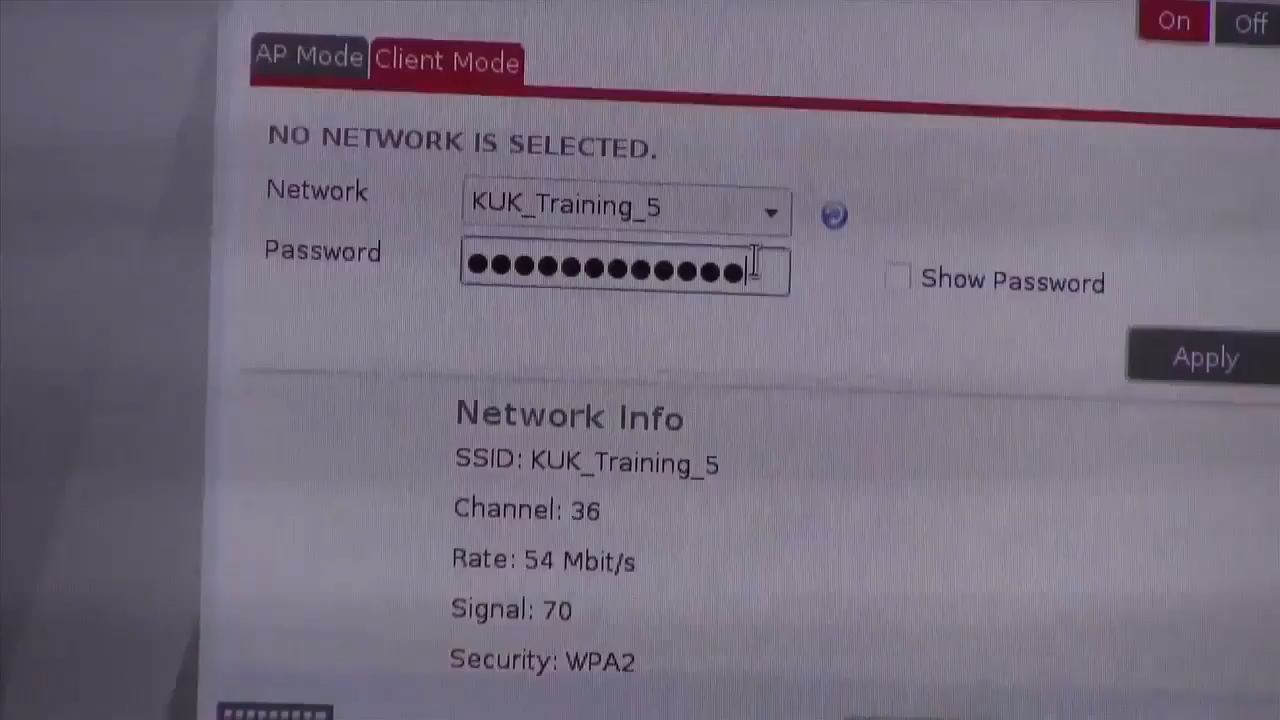 On Off
AP Mode Client Mode
NO NETWORK IS SELECTED.
Network KUK_Training_5
Password ●●●●●●●●●●●● Show Password
Apply
Network Info
SSID: KUK_Training_5
Channel: 36
Rate: 54 Mbit/s
Signal: 70
Security: WPA2